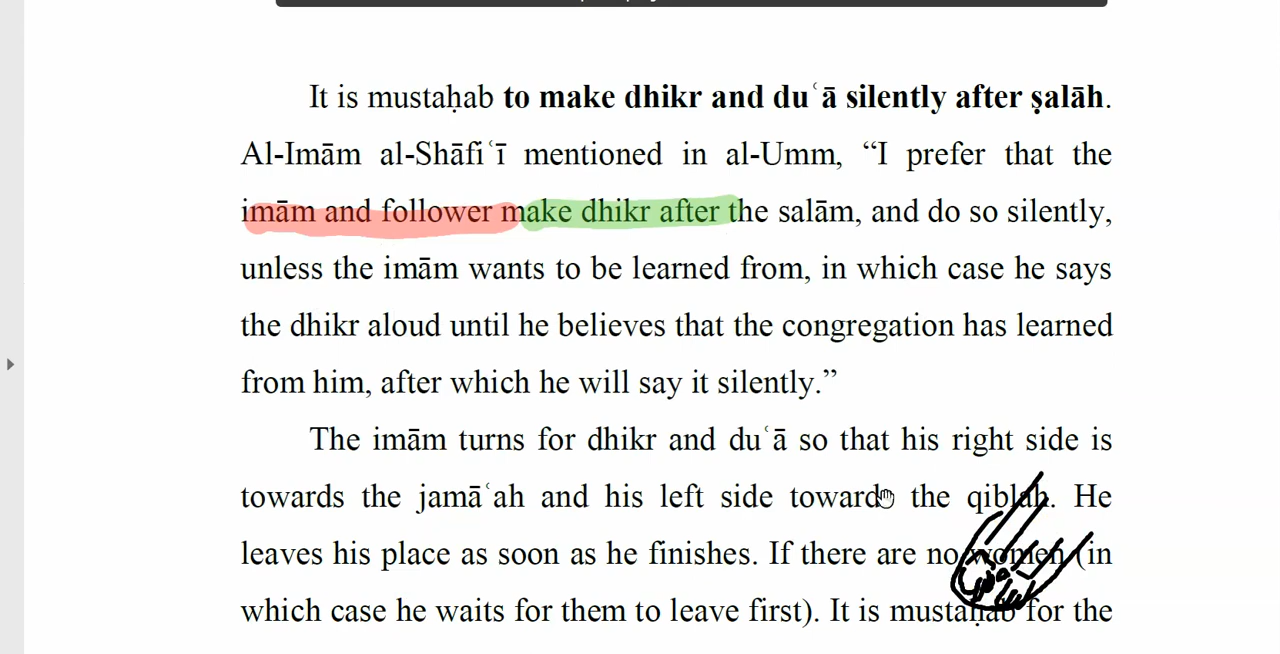 It is mustaḥab to make dhikr and duʿā silently after ṣalāh.
Al-Imām al-Shāfiʿī mentioned in al-Umm, “I prefer that the
imām and follower make dhikr after the salām, and do so silently,
unless the imām wants to be learned from, in which case he says
the dhikr aloud until he believes that the congregation has learned
from him, after which he will say it silently.”
The imām turns for dhikr and duʿā so that his right side is
towards the jamāʿah and his left side towards the qiblah. He
leaves his place as soon as he finishes. If there are no women (in
which case he waits for them to leave first). It is mustaḥab for the